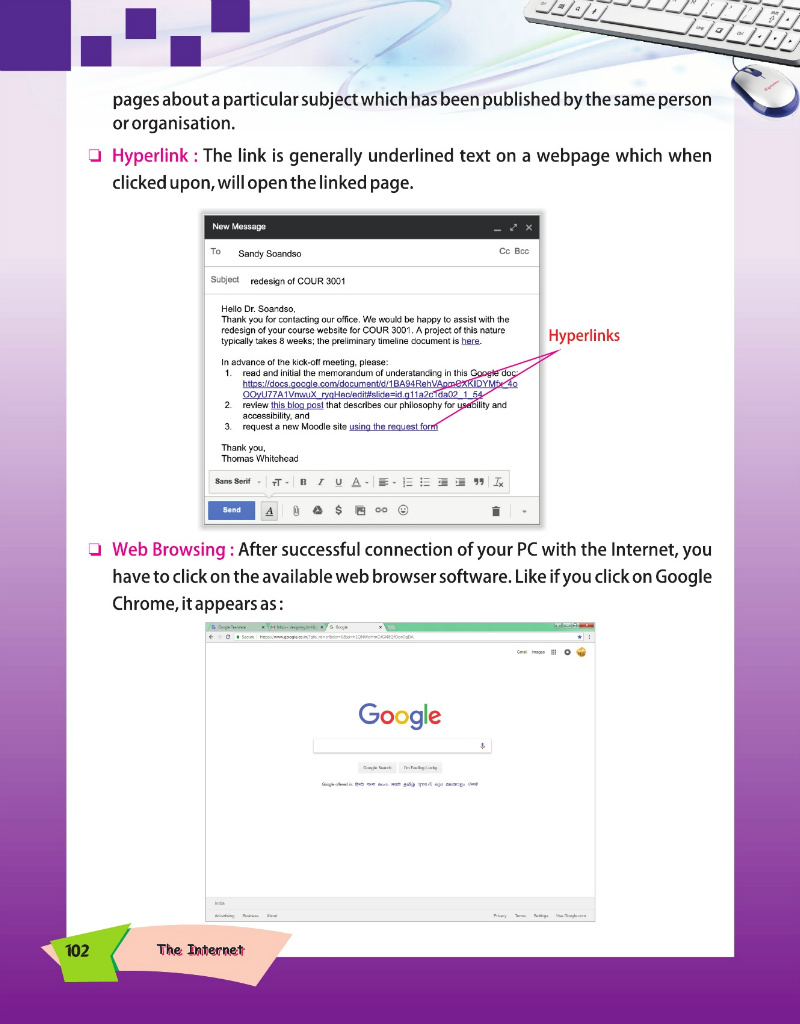 pages about a particular subject which has been published by the same person
or organisation.
❑ Hyperlink : The link is generally underlined text on a webpage which when
clicked upon, will open the linked page.
New Message
To Sandy Soandso Cc Bcc
Subject redesign of COUR 3001
Hello Dr. Soandso,
Thank you for contacting our office. We would be happy to assist with the
redesign of your course website for COUR 3001. A project of this nature
typically takes 8 weeks; the preliminary timeline document is here.
In advance of the kick-off meeting, please:
1. read and initial the memorandum of understanding in this Google doc:
https://docs.google.com/document/d/
2. review this blog post that describes our philosophy for usability and
accessibility, and
3. request a new Moodle site using the request form
Hyperlinks
Thank you,
Thomas Whitehead
Sans Serif
Send
❑ Web Browsing : After successful connection of your PC with the Internet, you
have to click on the available web browser software. Like if you click on Google
Chrome, it appears as :
Secure
Gmail Images
Google
Google Search I'm Feeling Lucky
Google offered in: हिन्दी
India
Advertising Business About Privacy Terms Settings Use Google.com
102 The Internet